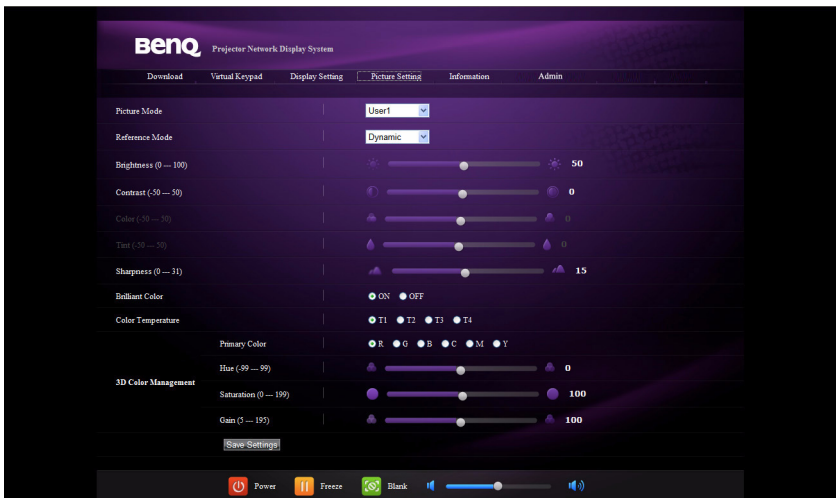 BenQ Projector Network Display System
Download Virtual Keypad Display Setting Picture Setting Information Admin
Picture Mode User1
Reference Mode Dynamic
Brightness (0 --- 100) 50
Contrast (-50 --- 50) 0
Color (-50 --- 50) 0
Tint (-50 --- 50) 0
Sharpness (0 --- 31) 15
Brilliant Color ON OFF
Color Temperature T1 T2 T3 T4
Primary Color R G B C M Y
Hue (-99 --- 99) 0
3D Color Management
Saturation (0 --- 199) 100
Gain (5 --- 195) 100
Save Settings
Power Freeze Blank